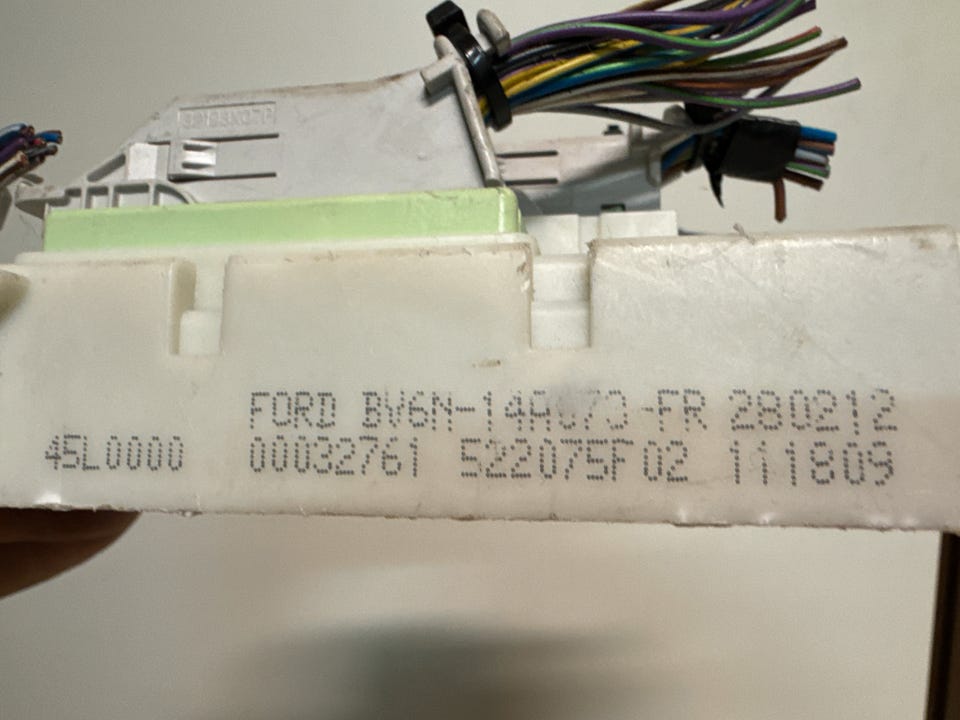 FORD BV6N-14A073-FR 280212
45L0000 00032761 522075F02 111809